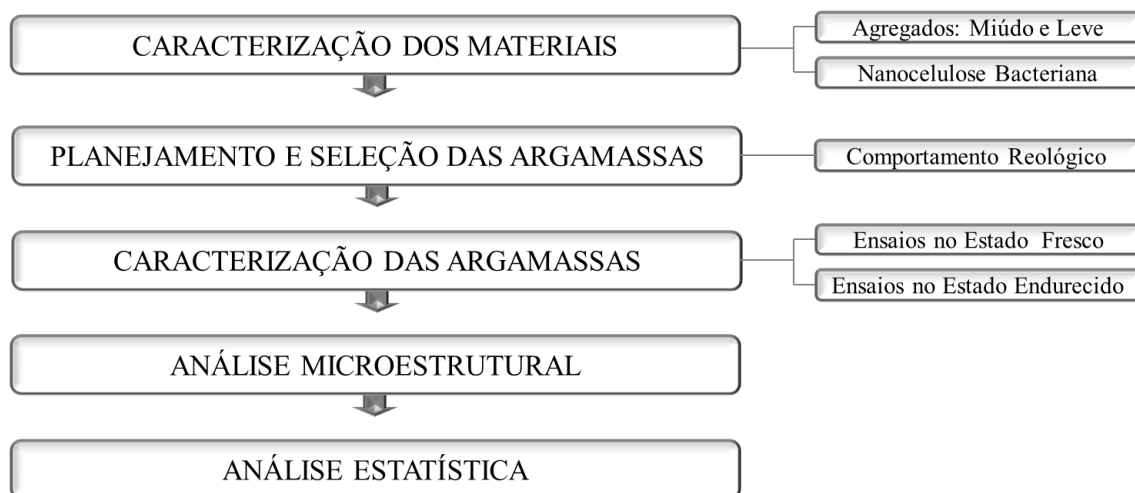 CARACTERIZAÇÃO DOS MATERIAIS
Agregados: Miúdo e Leve
Nanocelulose Bacteriana
PLANEJAMENTO E SELEÇÃO DAS ARGAMASSAS
Comportamento Reológico
CARACTERIZAÇÃO DAS ARGAMASSAS
Ensaios no Estado Fresco
Ensaios no Estado Endurecido
ANÁLISE MICROESTRUTURAL
ANÁLISE ESTATÍSTICA